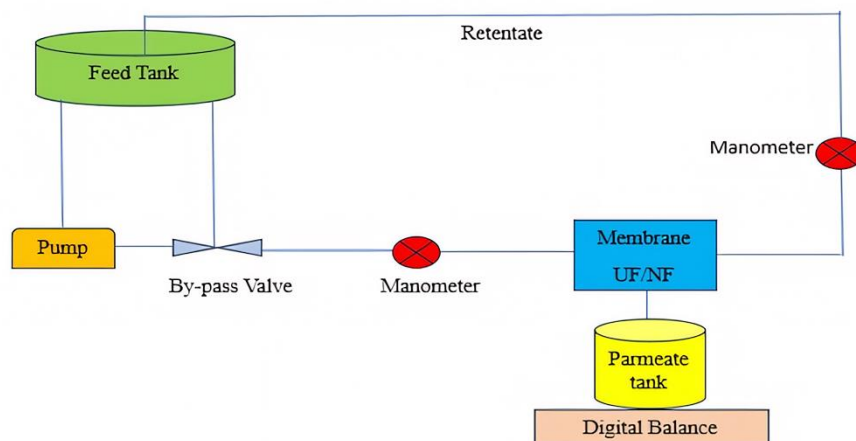 Retentate
Feed Tank
Manometer
Pump
Membrane
UF/NF
By-pass Valve
Manometer
Parmeate
tank
Digital Balance